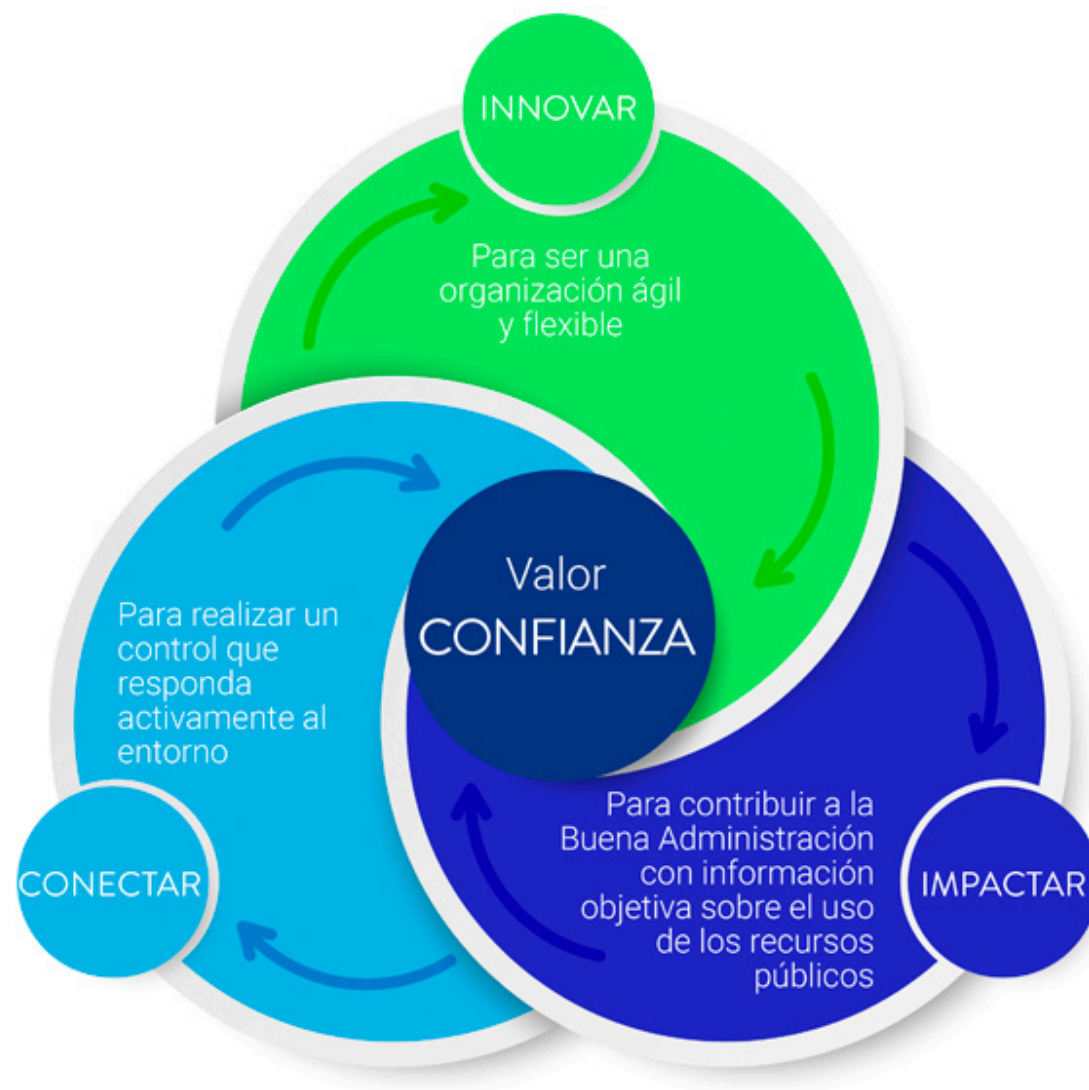 INNOVAR
Para ser una
organización ágil
y flexible
Valor
CONFIANZA
Para realizar un
control que
responda
activamente al
entorno
CONECTAR
Para contribuir a la
Buena Administración
con información
objetiva sobre el uso
de los recursos
públicos
IMPACTAR